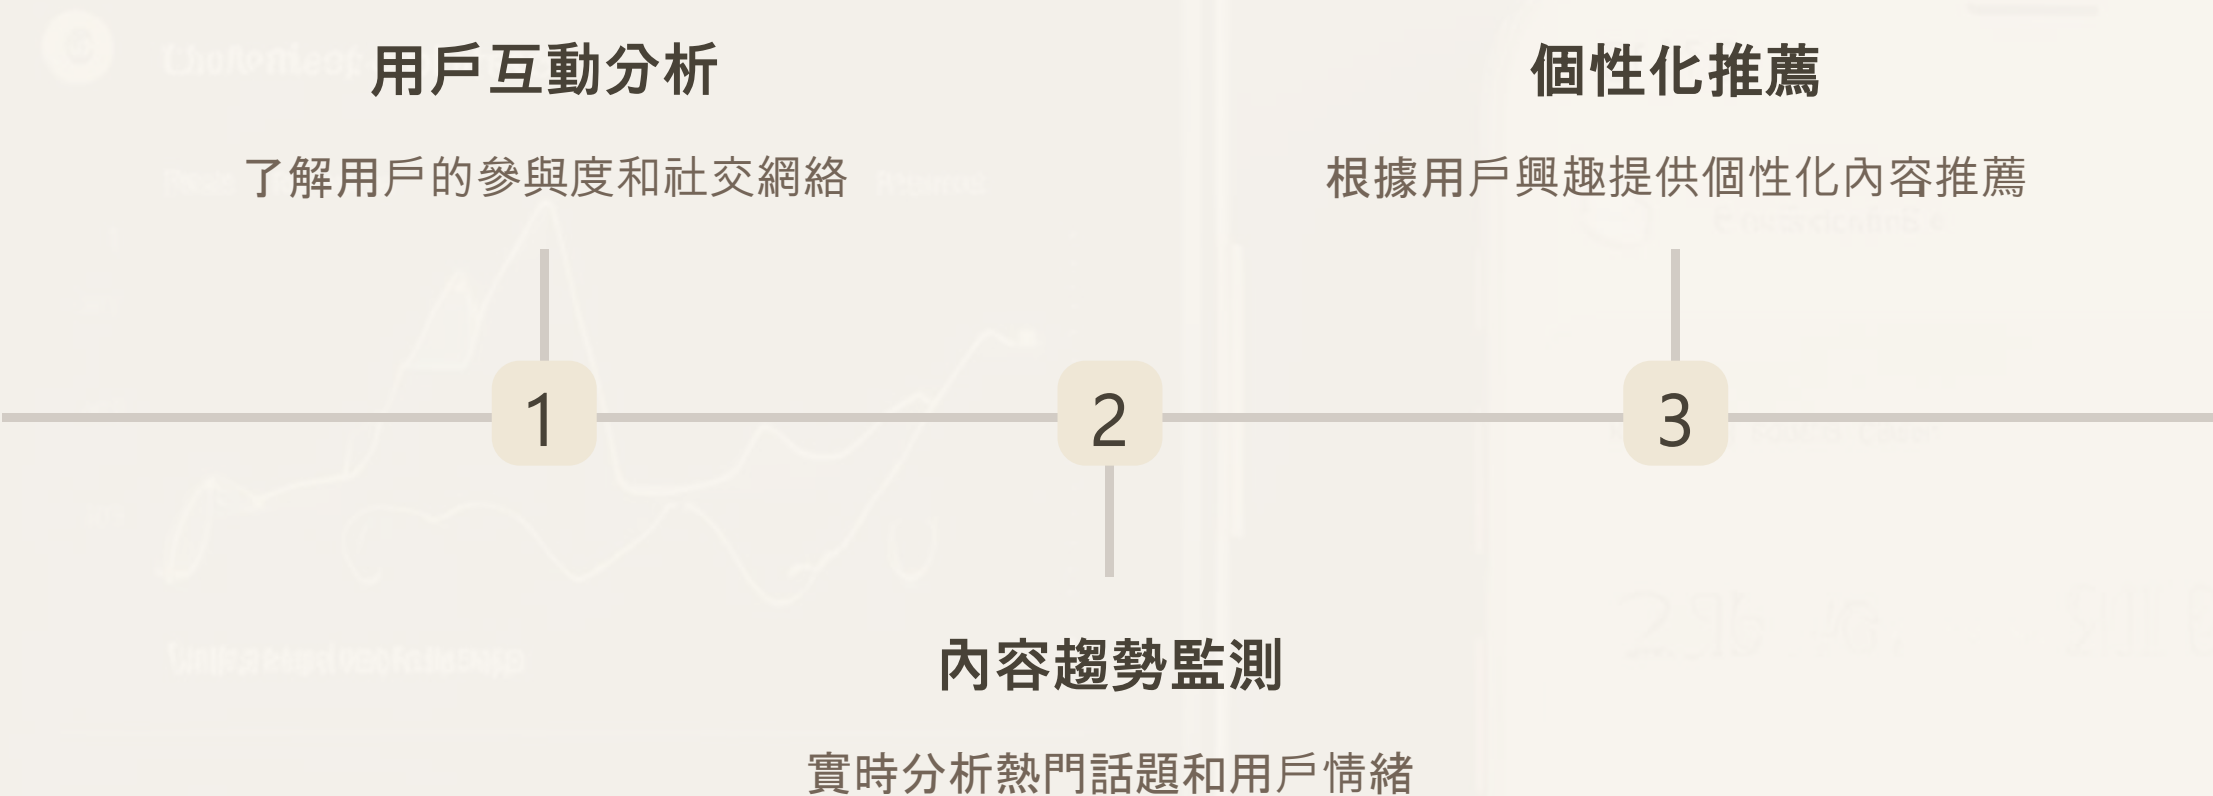 用戶互動分析
了解用戶的參與度和社交網絡
1
內容趨勢監測
實時分析熱門話題和用戶情緒
2
個性化推薦
根據用戶興趣提供個性化內容推薦
3